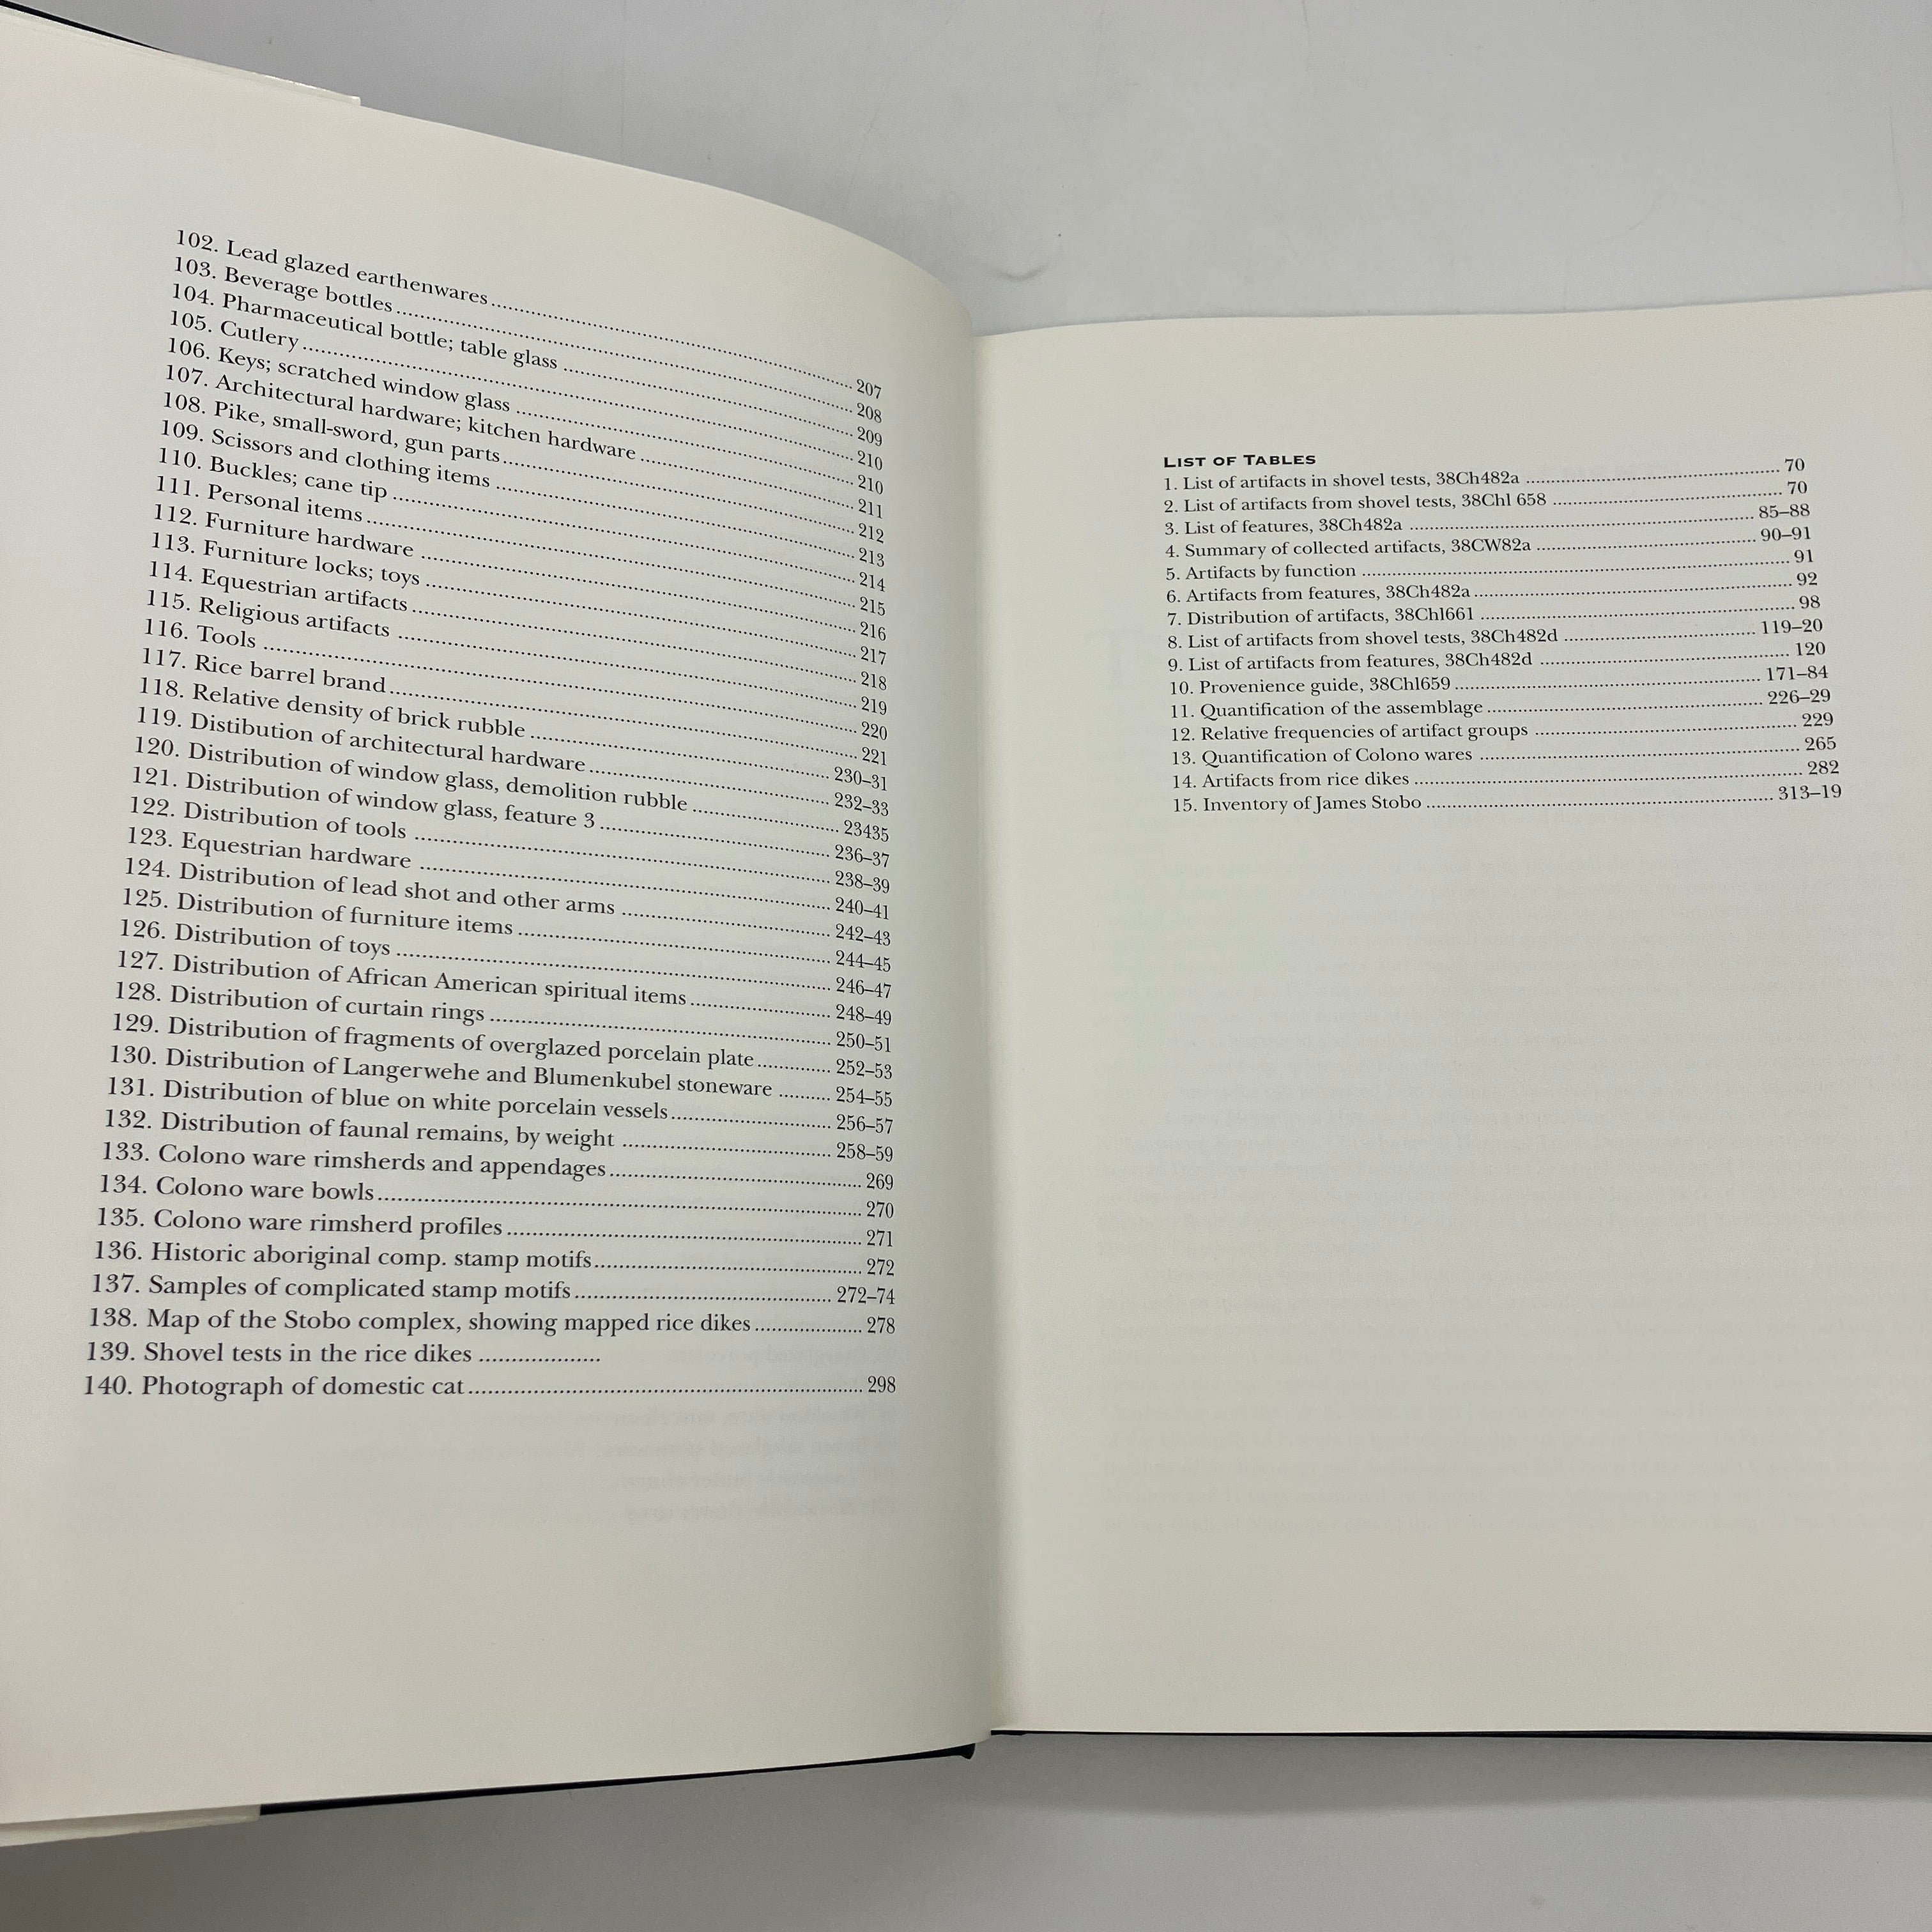 102. Lead glazed earthenwares ........ 207
103. Beverage bottles ........ 208
104. Pharmaceutical bottle; table glass ........ 209
105. Cutlery ........ 210
106. Keys; scratched window glass ........ 210
107. Architectural hardware; kitchen hardware ........ 211
108. Pike, small-sword, gun parts ........ 212
109. Scissors and clothing items ........ 213
110. Buckles; cane tip ........ 214
111. Personal items ........ 215
112. Furniture hardware ........ 216
113. Furniture locks; toys ........ 217
114. Equestrian artifacts ........ 218
115. Religious artifacts ........ 219
116. Tools ........ 220
117. Rice barrel brand ........ 221
118. Relative density of brick rubble ........ 230–31
119. Distibution of architectural hardware ........ 232–33
120. Distribution of window glass, demolition rubble ........ 23435
121. Distribution of window glass, feature 3 ........ 236–37
122. Distribution of tools ........ 238–39
123. Equestrian hardware ........ 240–41
124. Distribution of lead shot and other arms ........ 242–43
125. Distribution of furniture items ........ 244–45
126. Distribution of toys ........ 246–47
127. Distribution of African American spiritual items ........ 248–49
128. Distribution of curtain rings ........ 250–51
129. Distribution of fragments of overglazed porcelain plate ........ 252–53
130. Distribution of Langerwehe and Blumenkubel stoneware ........ 254–55
131. Distribution of blue on white porcelain vessels ........ 256–57
132. Distribution of faunal remains, by weight ........ 258–59
133. Colono ware rimsherds and appendages ........ 269
134. Colono ware bowls ........ 270
135. Colono ware rimsherd profiles ........ 271
136. Historic aboriginal comp. stamp motifs ........ 272
137. Samples of complicated stamp motifs ........ 272–74
138. Map of the Stobo complex, showing mapped rice dikes ........ 278
139. Shovel tests in the rice dikes ........
140. Photograph of domestic cat ........ 298
LIST OF TABLES
1. List of artifacts in shovel tests, 38Ch482a ........ 70
2. List of artifacts from shovel tests, 38Chl 658 ........ 70
3. List of features, 38Ch482a ........ 85–88
4. Summary of collected artifacts, 38CW82a ........ 90–91
5. Artifacts by function ........ 91
6. Artifacts from features, 38Ch482a ........ 92
7. Distribution of artifacts, 38Chl661 ........ 98
8. List of artifacts from shovel tests, 38Ch482d ........ 119–20
9. List of artifacts from features, 38Ch482d ........ 120
10. Provenience guide, 38Chl659 ........ 171–84
11. Quantification of the assemblage ........ 226–29
12. Relative frequencies of artifact groups ........ 229
13. Quantification of Colono wares ........ 265
14. Artifacts from rice dikes ........ 282
15. Inventory of James Stobo ........ 313–19